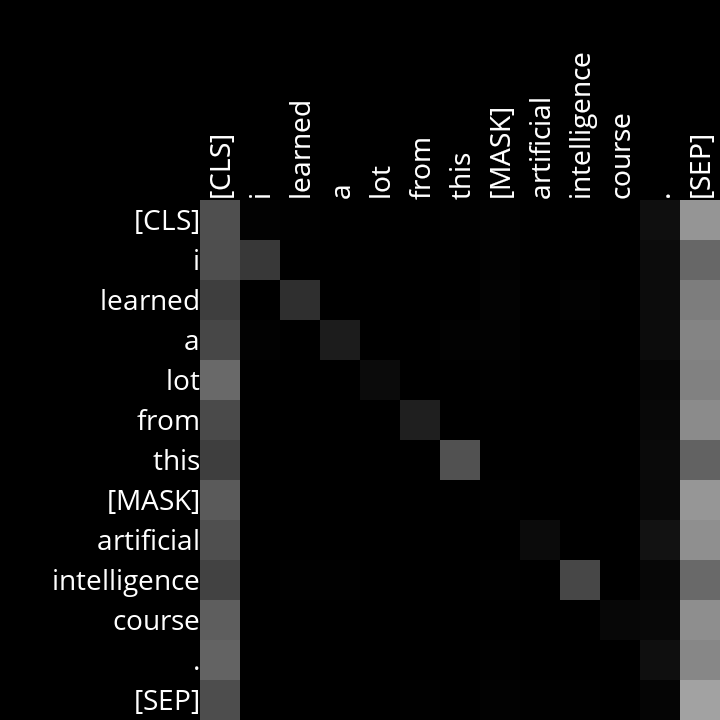 [CLS] i learned a lot from this [MASK] artificial intelligence course . [SEP]
[CLS]
i
learned
a
lot
from
this
[MASK]
artificial
intelligence
course
.
[SEP]